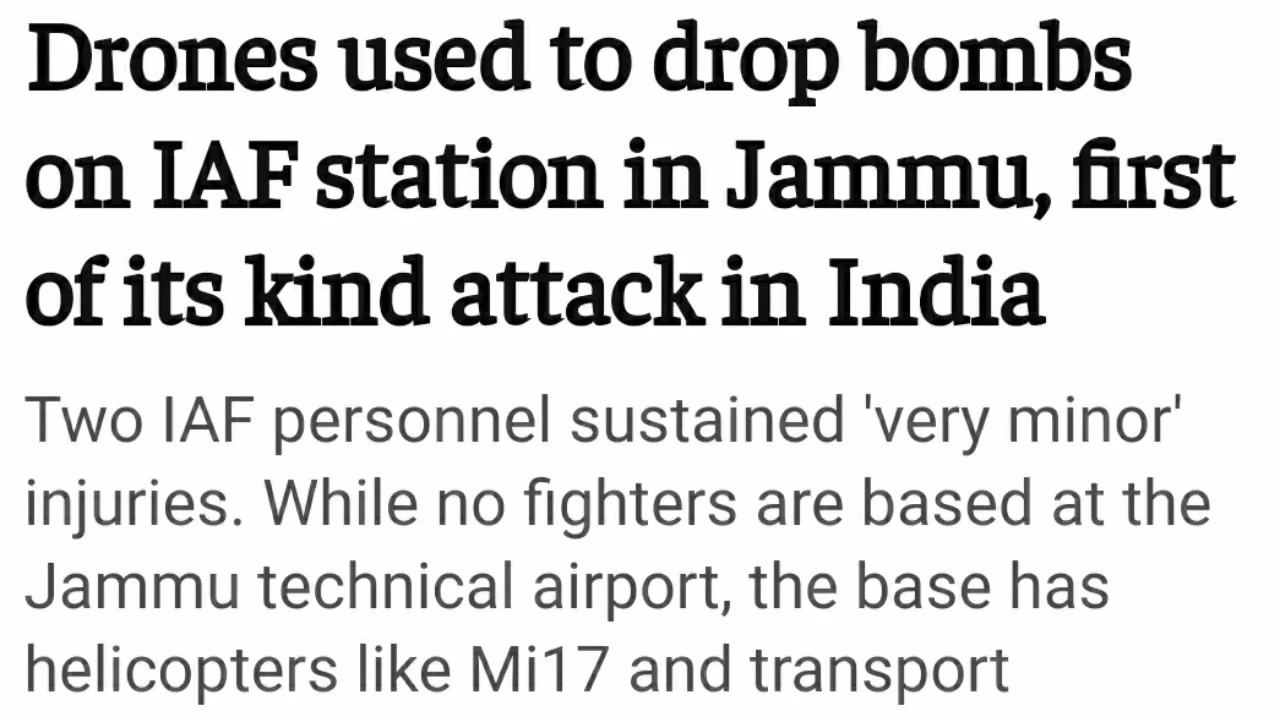 Drones used to drop bombs
on IAF station in Jammu, first
of its kind attack in India
Two IAF personnel sustained 'very minor'
injuries. While no fighters are based at the
Jammu technical airport, the base has
helicopters like Mi17 and transport